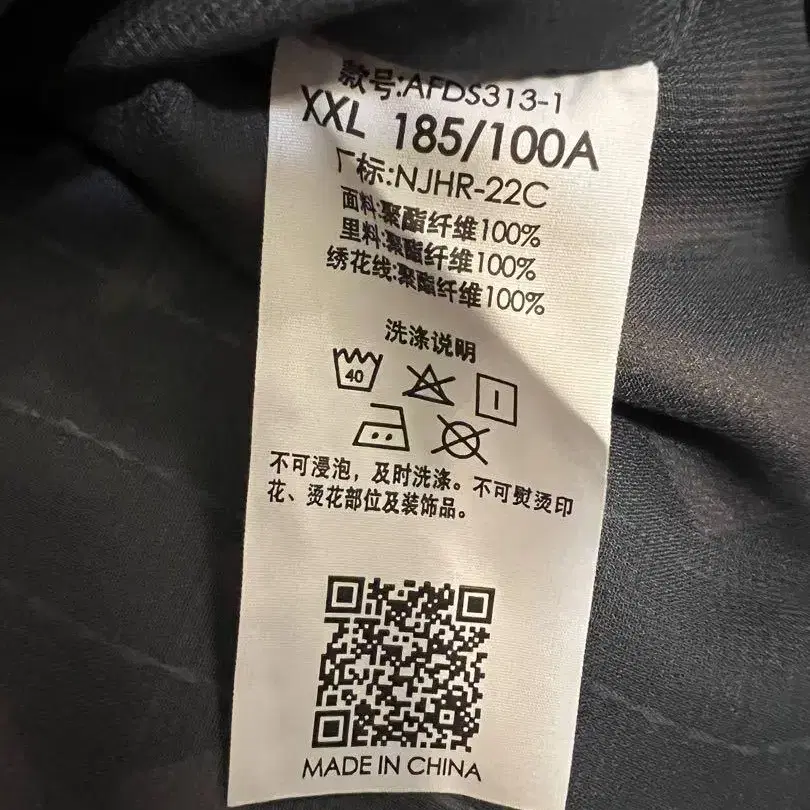 款号:AFDS313-1
XXL 185/100A
厂标:NJHR-22C
面料:聚酯纤维100%
里料:聚酯纤维100%
绣花线:聚酯纤维100%
洗涤说明
40
不可浸泡，及时洗涤。不可熨烫印
花、烫花部位及装饰品。
MADE IN CHINA